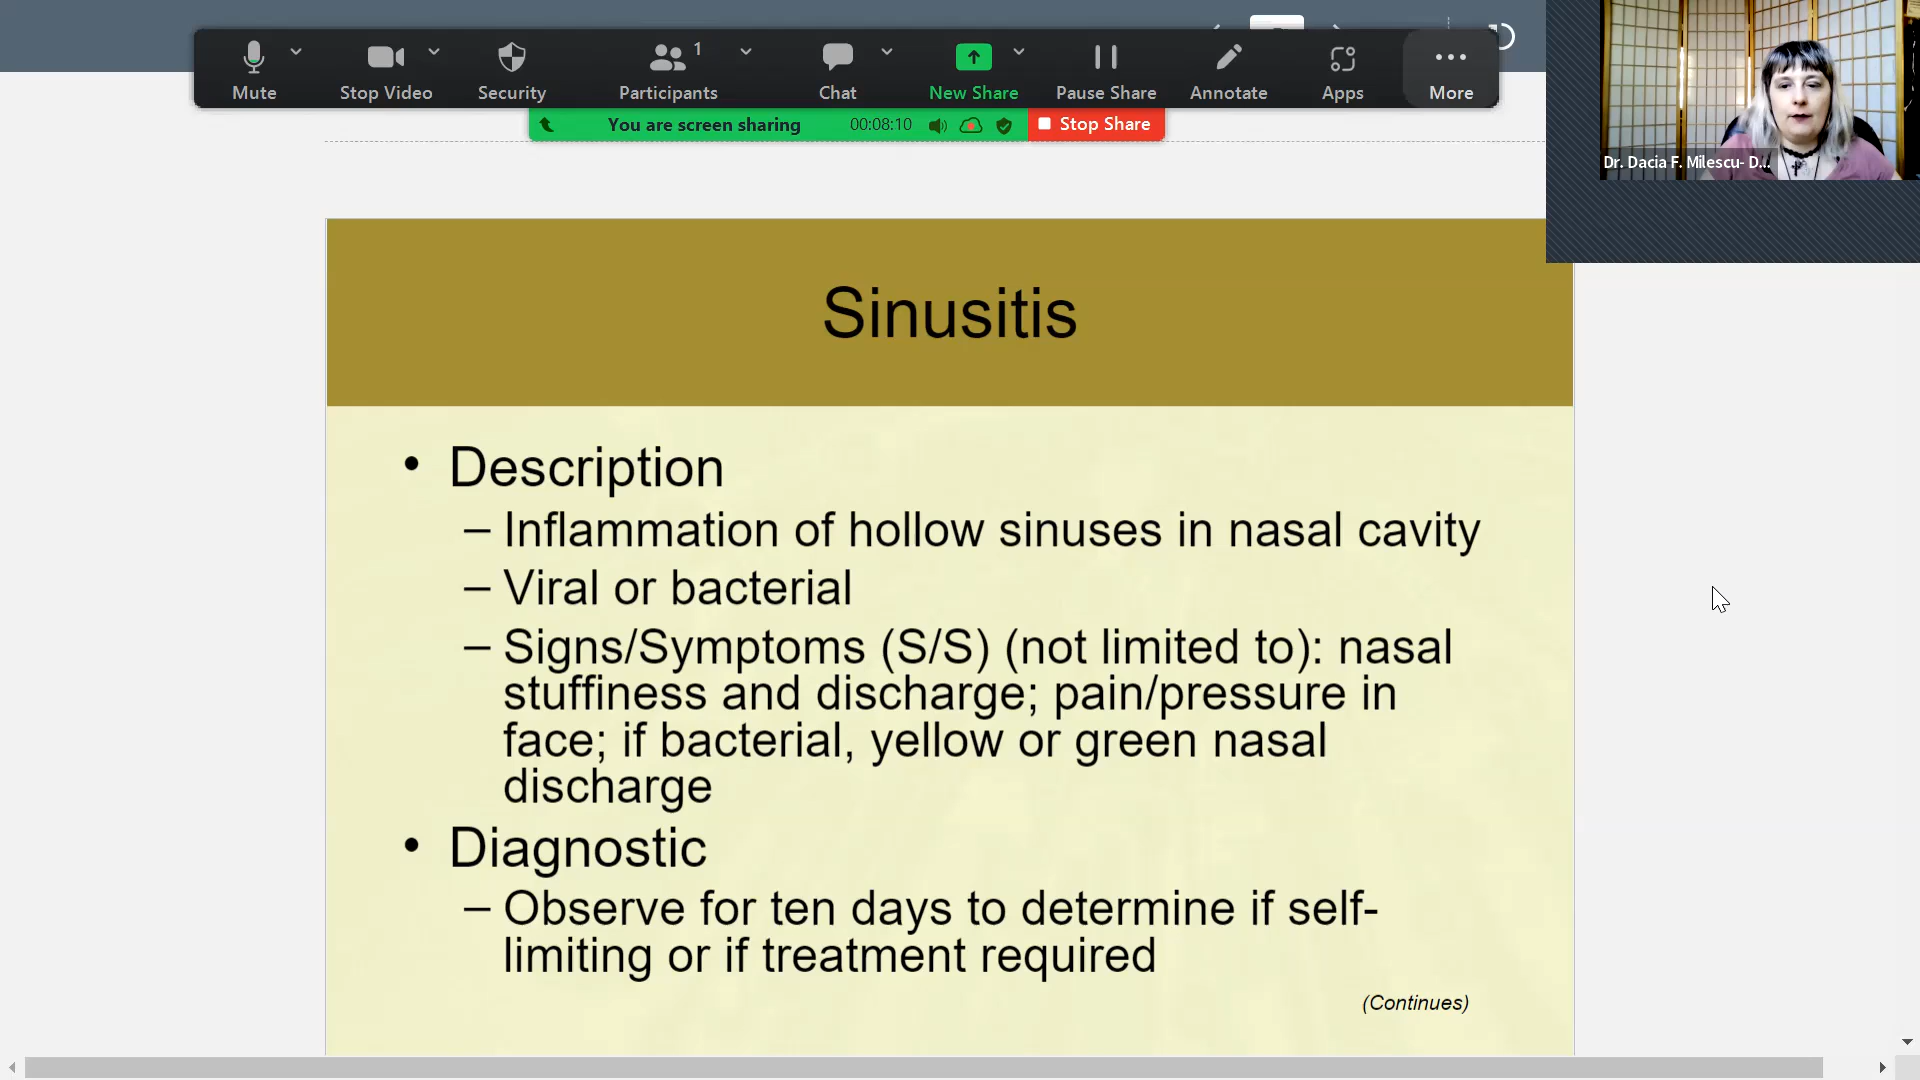 1
Mute
Stop Video
Security
Participants
Chat
New Share
Pause Share
Annotate
Apps
More
You are screen sharing
00:08:10
Stop Share
Dr. Dacia F. Milescu- D...
Sinusitis
• Description
– Inflammation of hollow sinuses in nasal cavity
– Viral or bacterial
– Signs/Symptoms (S/S) (not limited to): nasal
stuffiness and discharge; pain/pressure in
face; if bacterial, yellow or green nasal
discharge
• Diagnostic
– Observe for ten days to determine if self-
limiting or if treatment required
(Continues)